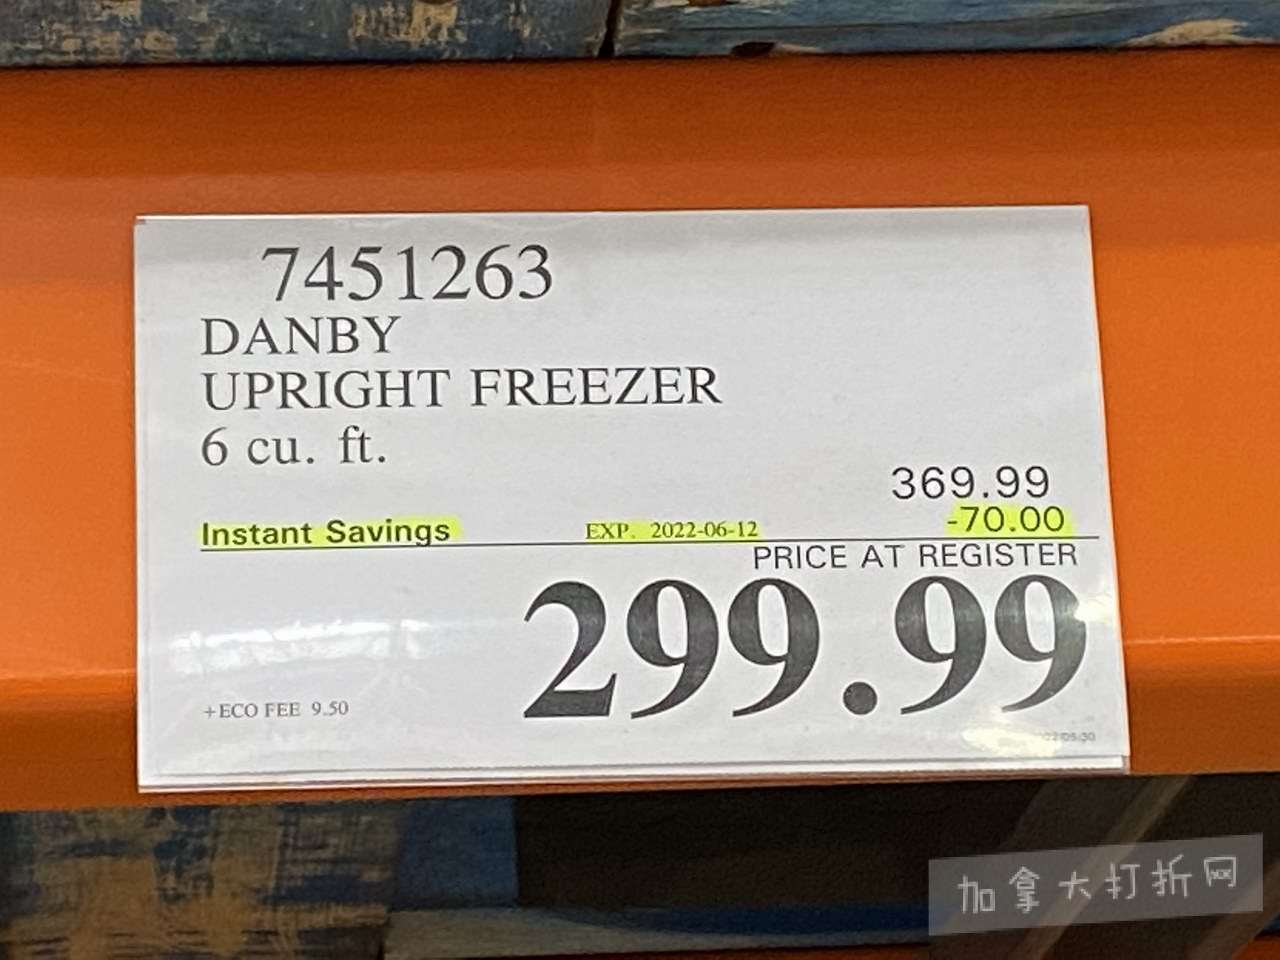 7451263
DANBY
UPRIGHT FREEZER
6 cu. ft.
369.99
Instant Savings EXP. 2022-06-12 -70.00
PRICE AT REGISTER
299.99
+ECO FEE 9.50
加拿大打折网